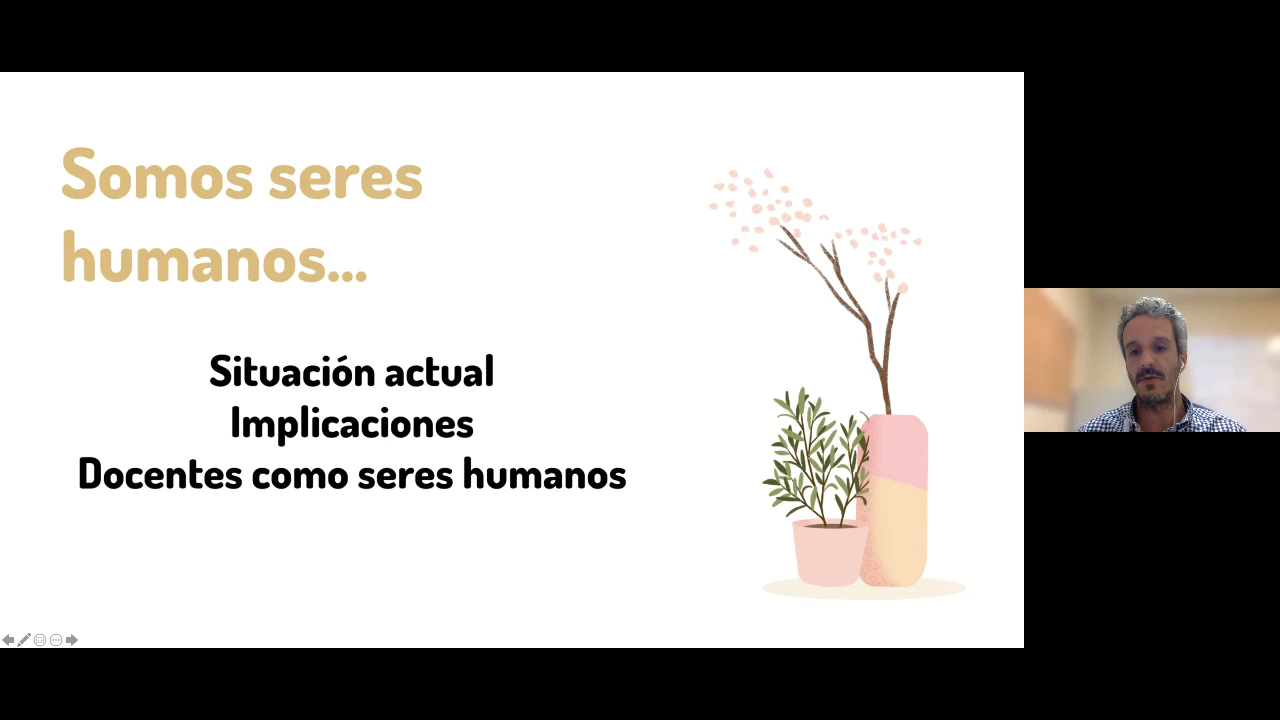 Somos seres
humanos...
Situación actual
Implicaciones
Docentes como seres humanos